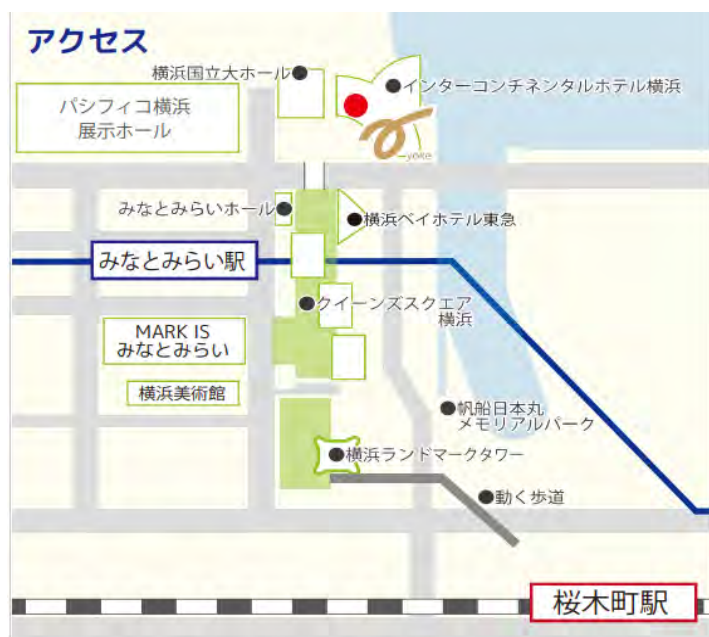 アクセス
横浜国立大ホール
インターコンチネンタルホテル横浜
パシフィコ横浜
展示ホール
yoke
みなとみらいホール
横浜ベイホテル東急
みなとみらい駅
クイーンズスクエア
横浜
MARK IS
みなとみらい
横浜美術館
帆船日本丸
メモリアルパーク
横浜ランドマークタワー
動く歩道
桜木町駅